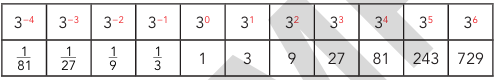 3⁻⁴ 3⁻³ 3⁻² 3⁻¹ 3⁰ 3¹ 3² 3³ 3⁴ 3⁵ 3⁶
1/81 1/27 1/9 1/3 1 3 9 27 81 243 729